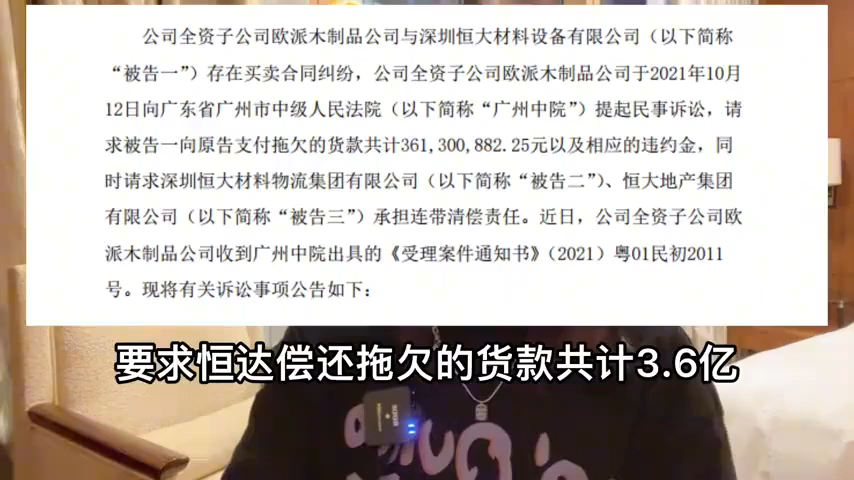 公司全资子公司欧派木制品公司与深圳恒大材料设备有限公司（以下简称
“被告一”）存在买卖合同纠纷，公司全资子公司欧派木制品公司于2021年10月
12日向广东省广州市中级人民法院（以下简称“广州中院”）提起民事诉讼，请
求被告一向原告支付拖欠的货款共计361,300,882.25元以及相应的违约金，同
时请求深圳恒大材料物流集团有限公司（以下简称“被告二”）、恒大地产集团
有限公司（以下简称“被告三”）承担连带清偿责任。近日，公司全资子公司欧
派木制品公司收到广州中院出具的《受理案件通知书》（2021）粤01民初2011
号。现将有关诉讼事项公告如下：
要求恒达偿还拖欠的货款共计3.6亿